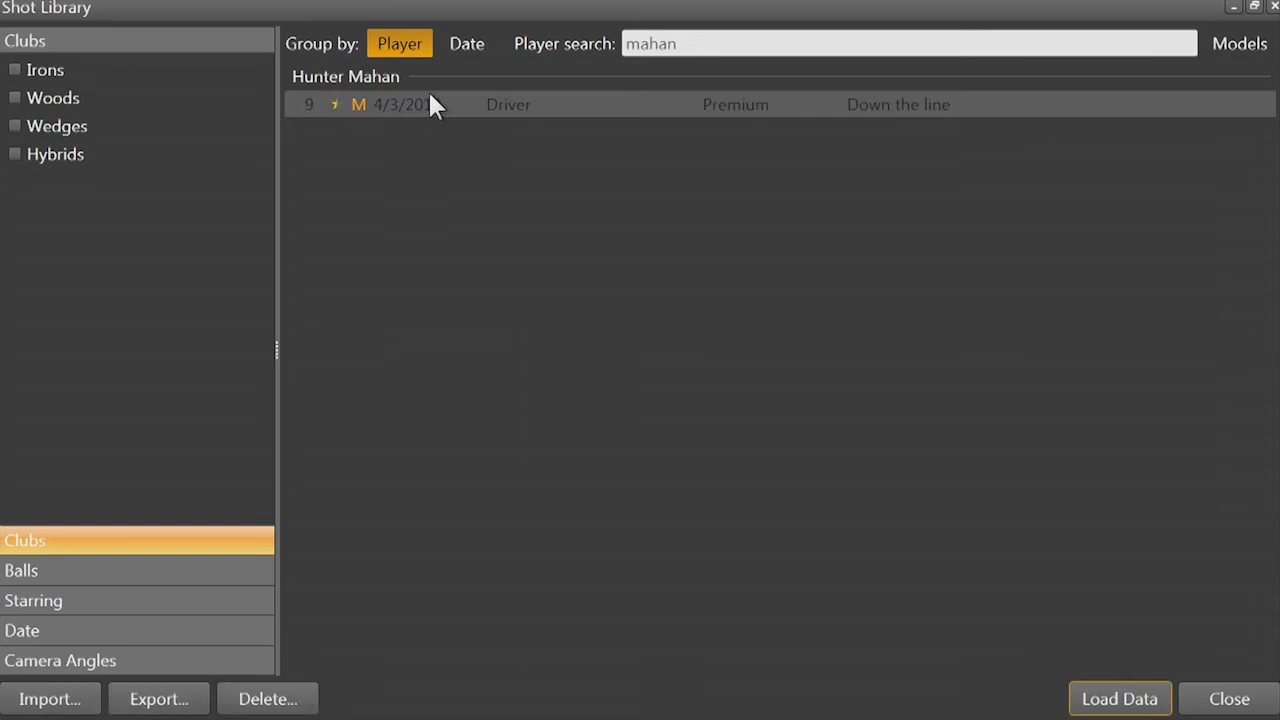 Shot Library
Clubs
Irons
Woods
Wedges
Hybrids
Clubs
Balls
Starring
Date
Camera Angles
Import...
Export...
Delete...
Group by: Player Date Player search: mahan Models
Hunter Mahan
9 M Driver Premium Down the line
Load Data
Close